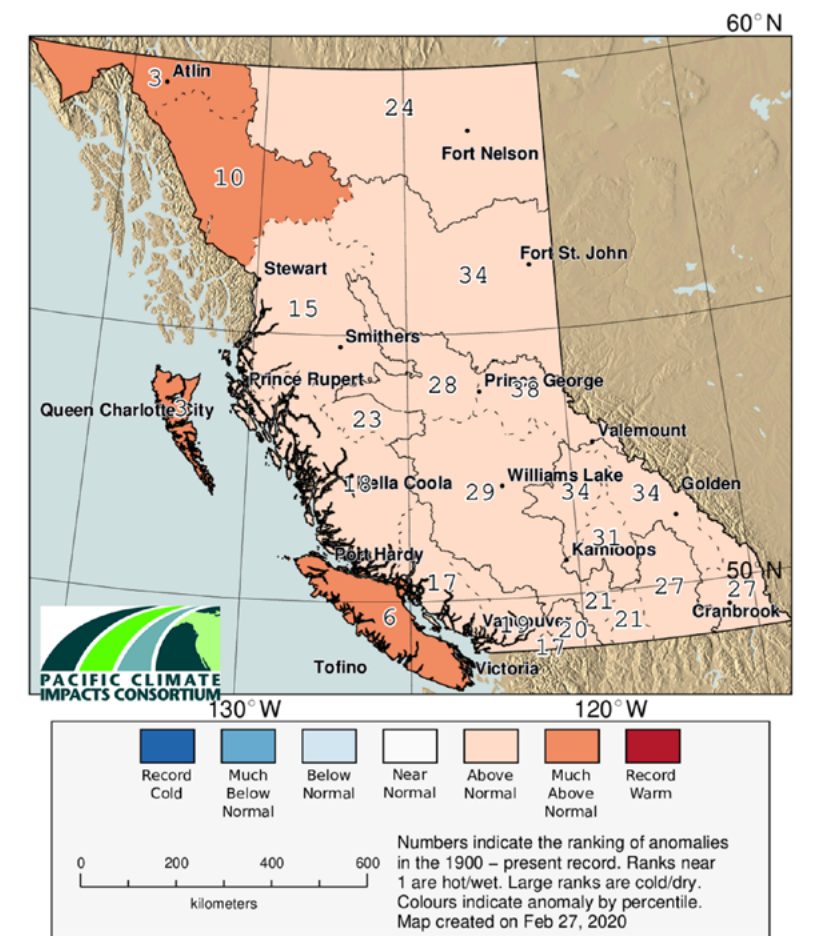 60°N
3 Atlin
24
Fort Nelson
10
Fort St. John
Stewart
34
15
Smithers
Prince Rupert
28
Prince George
38
Queen Charlotte City
3
23
Valemount
18
Bella Coola
29
Williams Lake
34
34
Golden
31
Kamloops
Port Hardy
50°N
17
27
27
21
Cranbrook
6
Vancouver
19
20
21
17
Tofino
Victoria
PACIFIC CLIMATE
IMPACTS CONSORTIUM
130°W
120°W
Record Cold
Much Below Normal
Below Normal
Near Normal
Above Normal
Much Above Normal
Record Warm
0 200 400 600
kilometers
Numbers indicate the ranking of anomalies
in the 1900 – present record. Ranks near
1 are hot/wet. Large ranks are cold/dry.
Colours indicate anomaly by percentile.
Map created on Feb 27, 2020